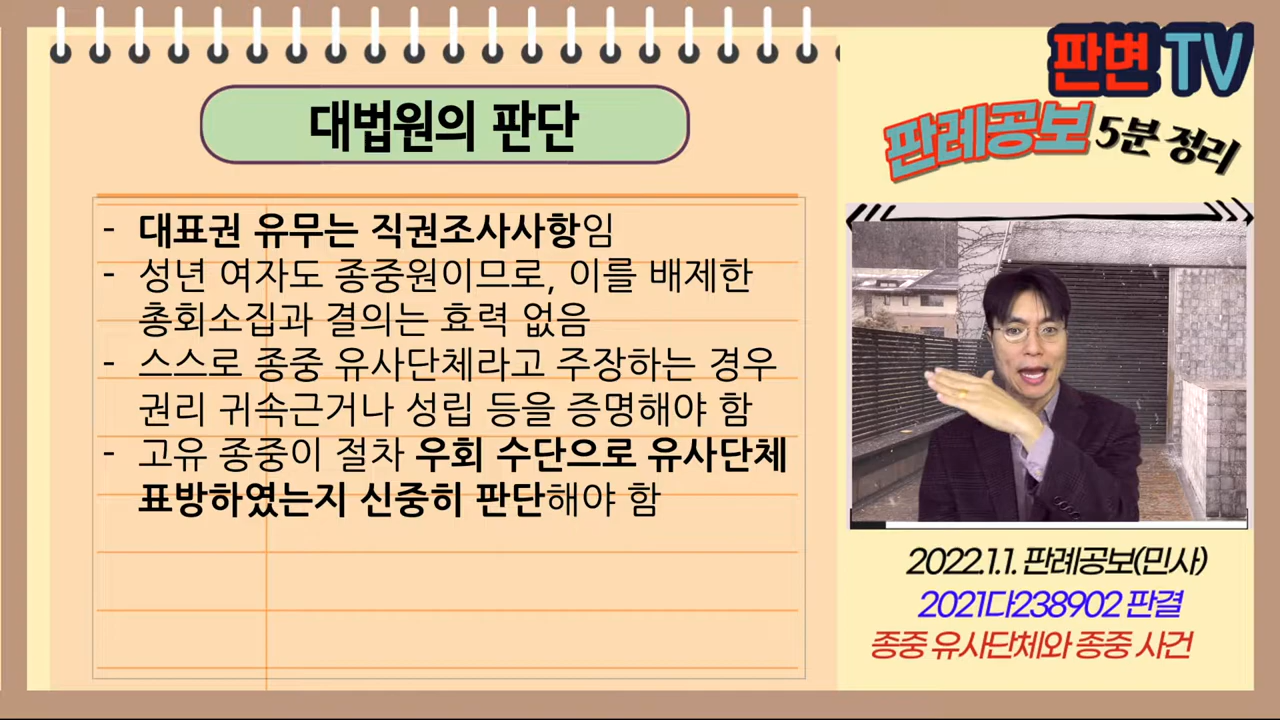 판변 TV
판례공보 5분 정리
대법원의 판단
- 대표권 유무는 직권조사사항임
- 성년 여자도 종중원이므로, 이를 배제한
총회소집과 결의는 효력 없음
- 스스로 종중 유사단체라고 주장하는 경우
권리 귀속근거나 성립 등을 증명해야 함
- 고유 종중이 절차 우회 수단으로 유사단체
표방하였는지 신중히 판단해야 함
2022.1.1. 판례공보(민사)
2021다238902 판결
종중 유사단체와 종중 사건